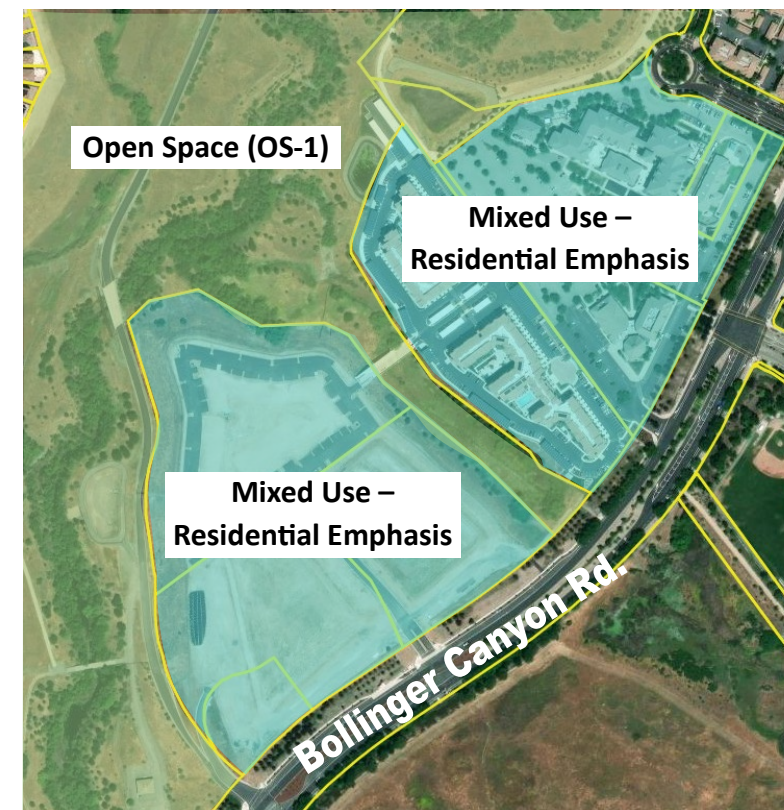 Open Space (OS-1)
Mixed Use –
Residential Emphasis
Mixed Use –
Residential Emphasis
Bollinger Canyon Rd.